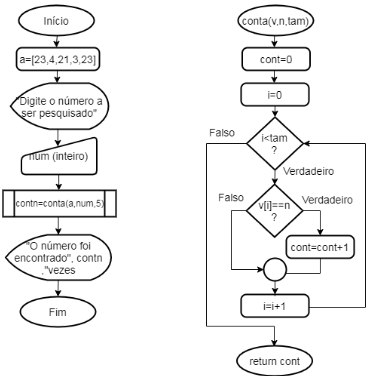 Início
a=[23,4,21,3,23]
"Digite o número a
ser pesquisado"
num (inteiro)
contn=conta(a,num,5)
"O número foi
encontrado", contn
,"vezes
Fim
conta(v,n,tam)
cont=0
i=0
i<tam
?
Falso
Verdadeiro
v[i]==n
?
Falso
Verdadeiro
cont=cont+1
i=i+1
return cont